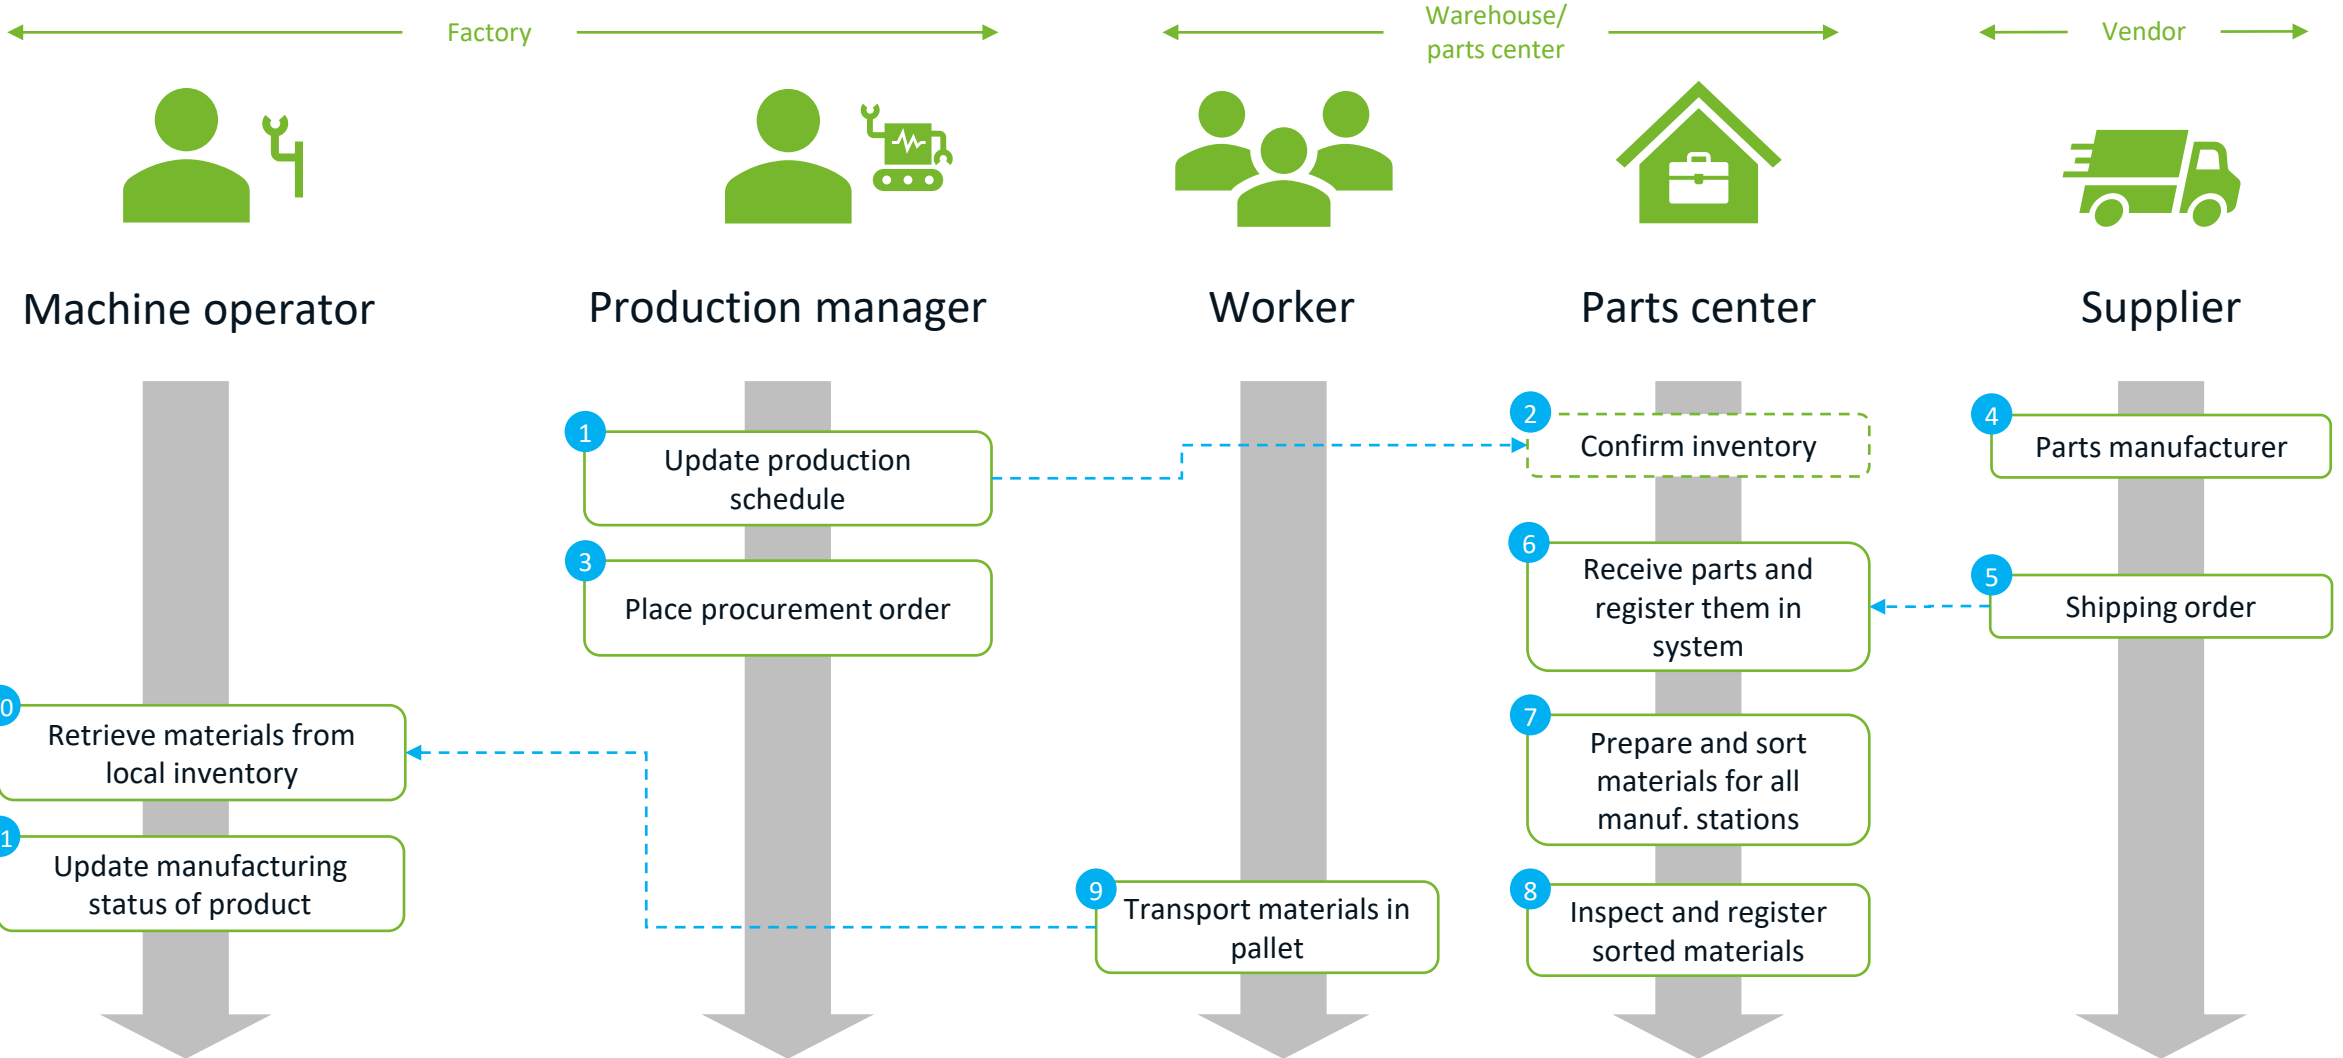 Factory
Warehouse/
parts center
Vendor
Machine operator
Production manager
Worker
Parts center
Supplier
1
Update production
schedule
2
Confirm inventory
4
Parts manufacturer
3
Place procurement order
6
Receive parts and
register them in
system
5
Shipping order
0
Retrieve materials from
local inventory
7
Prepare and sort
materials for all
manuf. stations
1
Update manufacturing
status of product
9
Transport materials in
pallet
8
Inspect and register
sorted materials